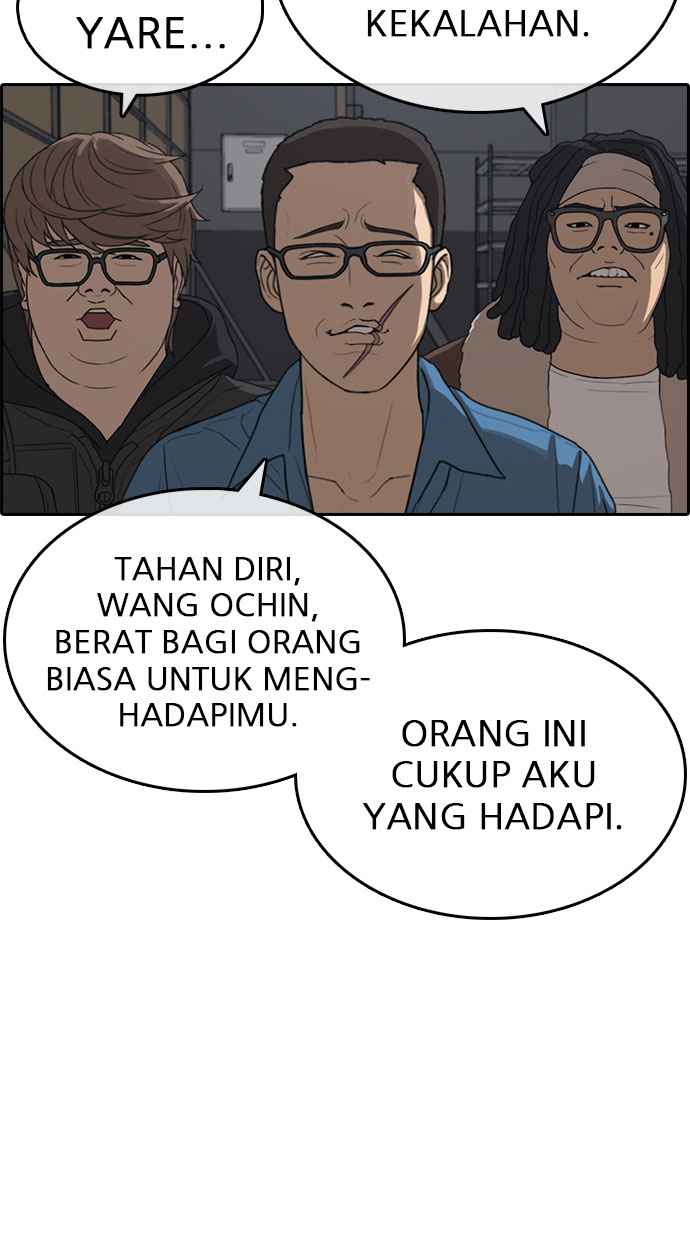 YARE...
KEKALAHAN.
TAHAN DIRI,
WANG OCHIN,
BERAT BAGI ORANG
BIASA UNTUK MENG-
HADAPIMU.
ORANG INI
CUKUP AKU
YANG HADAPI.